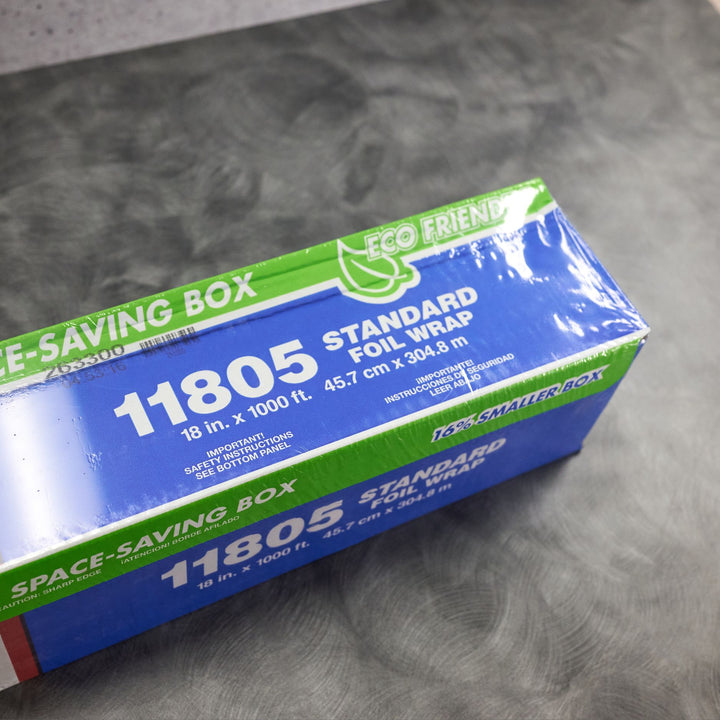 CE-SAVING BOX
ECO FRIEND
263300
11805
18 in. x 1000 ft.
STANDARD
FOIL WRAP
45.7 cm x 304.8 m
IMPORTANT!
SAFETY INSTRUCTIONS
SEE BOTTOM PANEL
¡IMPORTANTE!
INSTRUCCIONES DE SEGURIDAD
LEER ABAJO
16% SMALLER BOX
SPACE-SAVING BOX
CAUTION: SHARP EDGE
¡ATENCION! BORDE AFILADO
11805
18 in. x 1000 ft.
STANDARD
FOIL WRAP
45.7 cm x 304.8 m